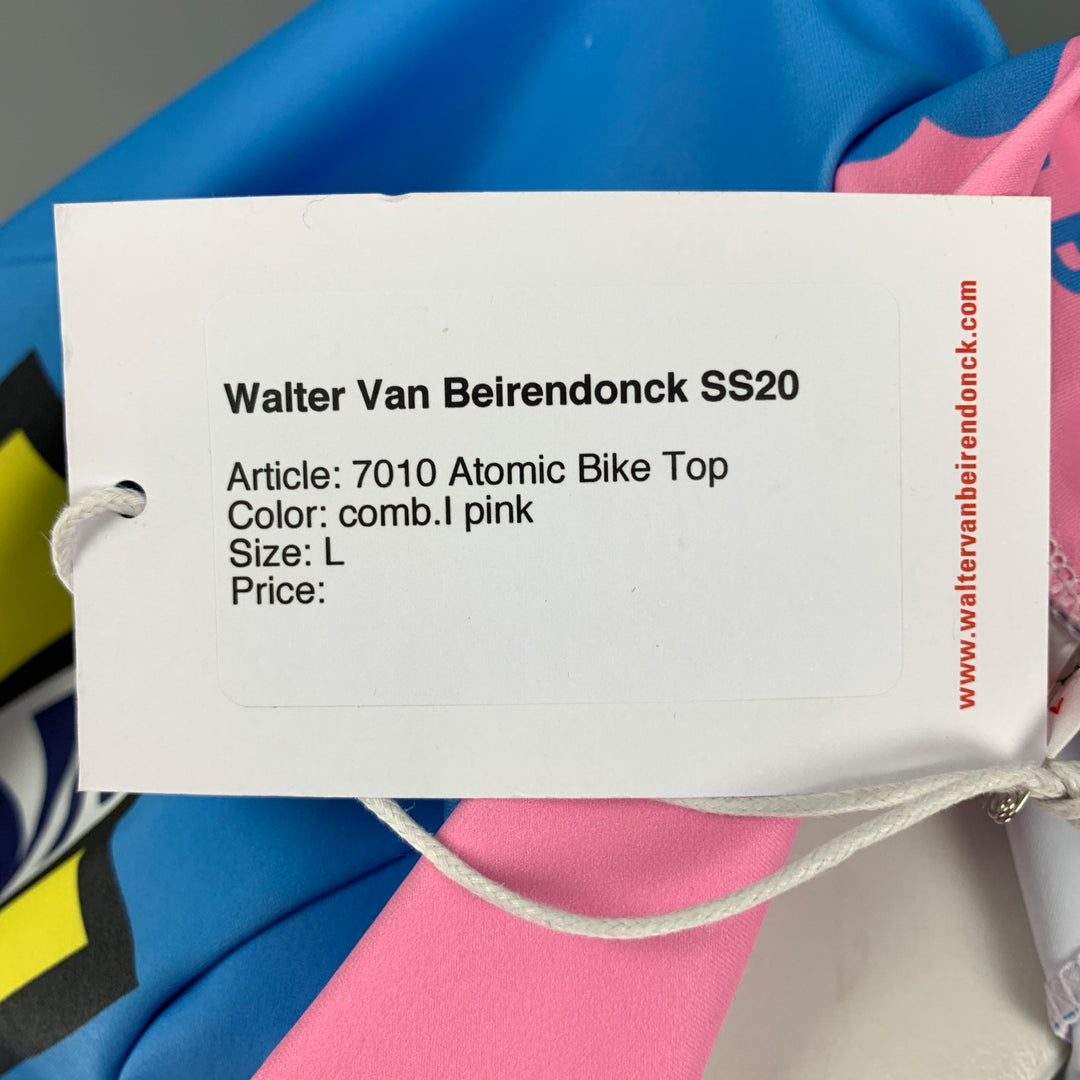 Walter Van Beirendonck SS20
Article: 7010 Atomic Bike Top
Color: comb.I pink
Size: L
Price:
www.waltervanbeirendonck.com